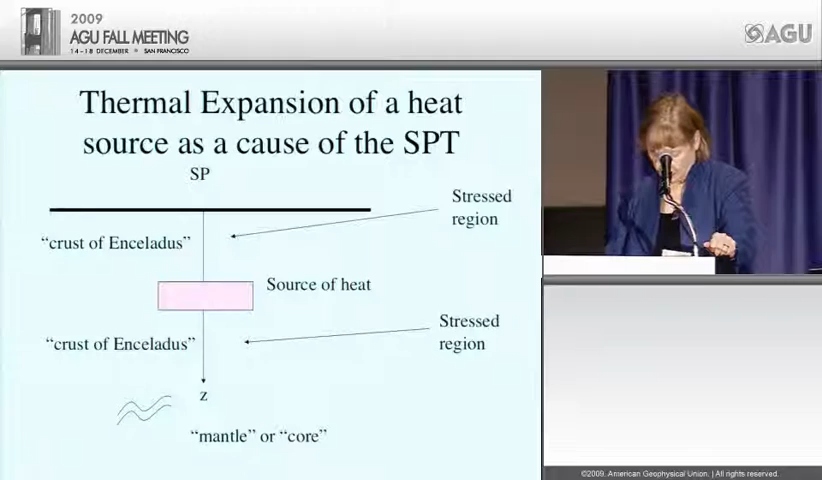 2009
AGU FALL MEETING
14-18 DECEMBER • SAN FRANCISCO
AGU
Thermal Expansion of a heat
source as a cause of the SPT
SP
Stressed
region
“crust of Enceladus”
Source of heat
Stressed
region
“crust of Enceladus”
z
“mantle” or “core”
©2009. American Geophysical Union. | All rights reserved.